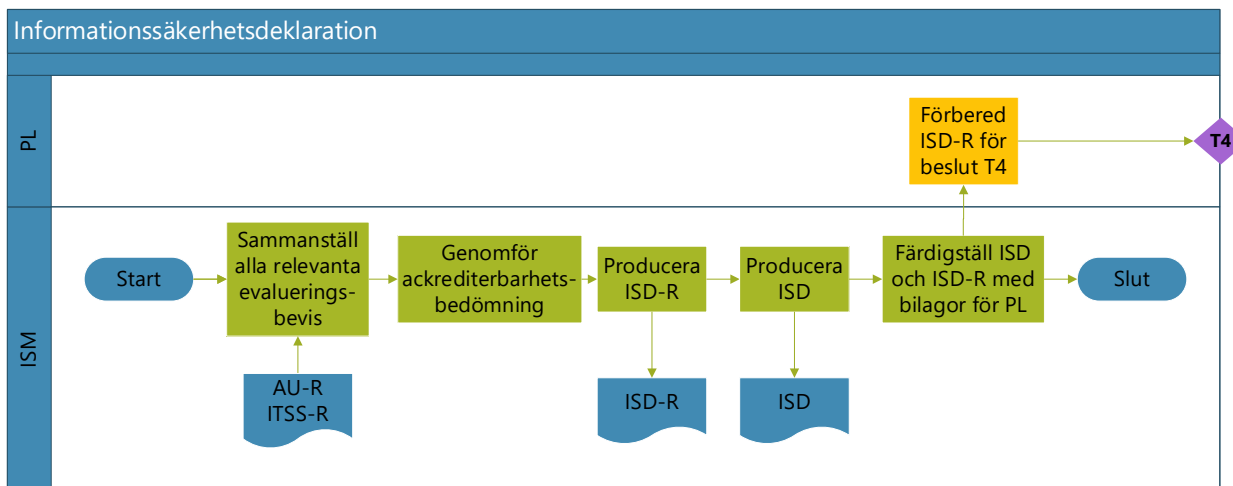 Informationssäkerhetsdeklaration
PL
Förbered
ISD-R för
beslut T4
T4
ISM
Start
Sammanställ
alla relevanta
evaluerings-
bevis
Genomför
ackrediterbarhets-
bedömning
Producera
ISD-R
Producera
ISD
Färdigställ ISD
och ISD-R med
bilagor för PL
Slut
AU-R
ITSS-R
ISD-R
ISD